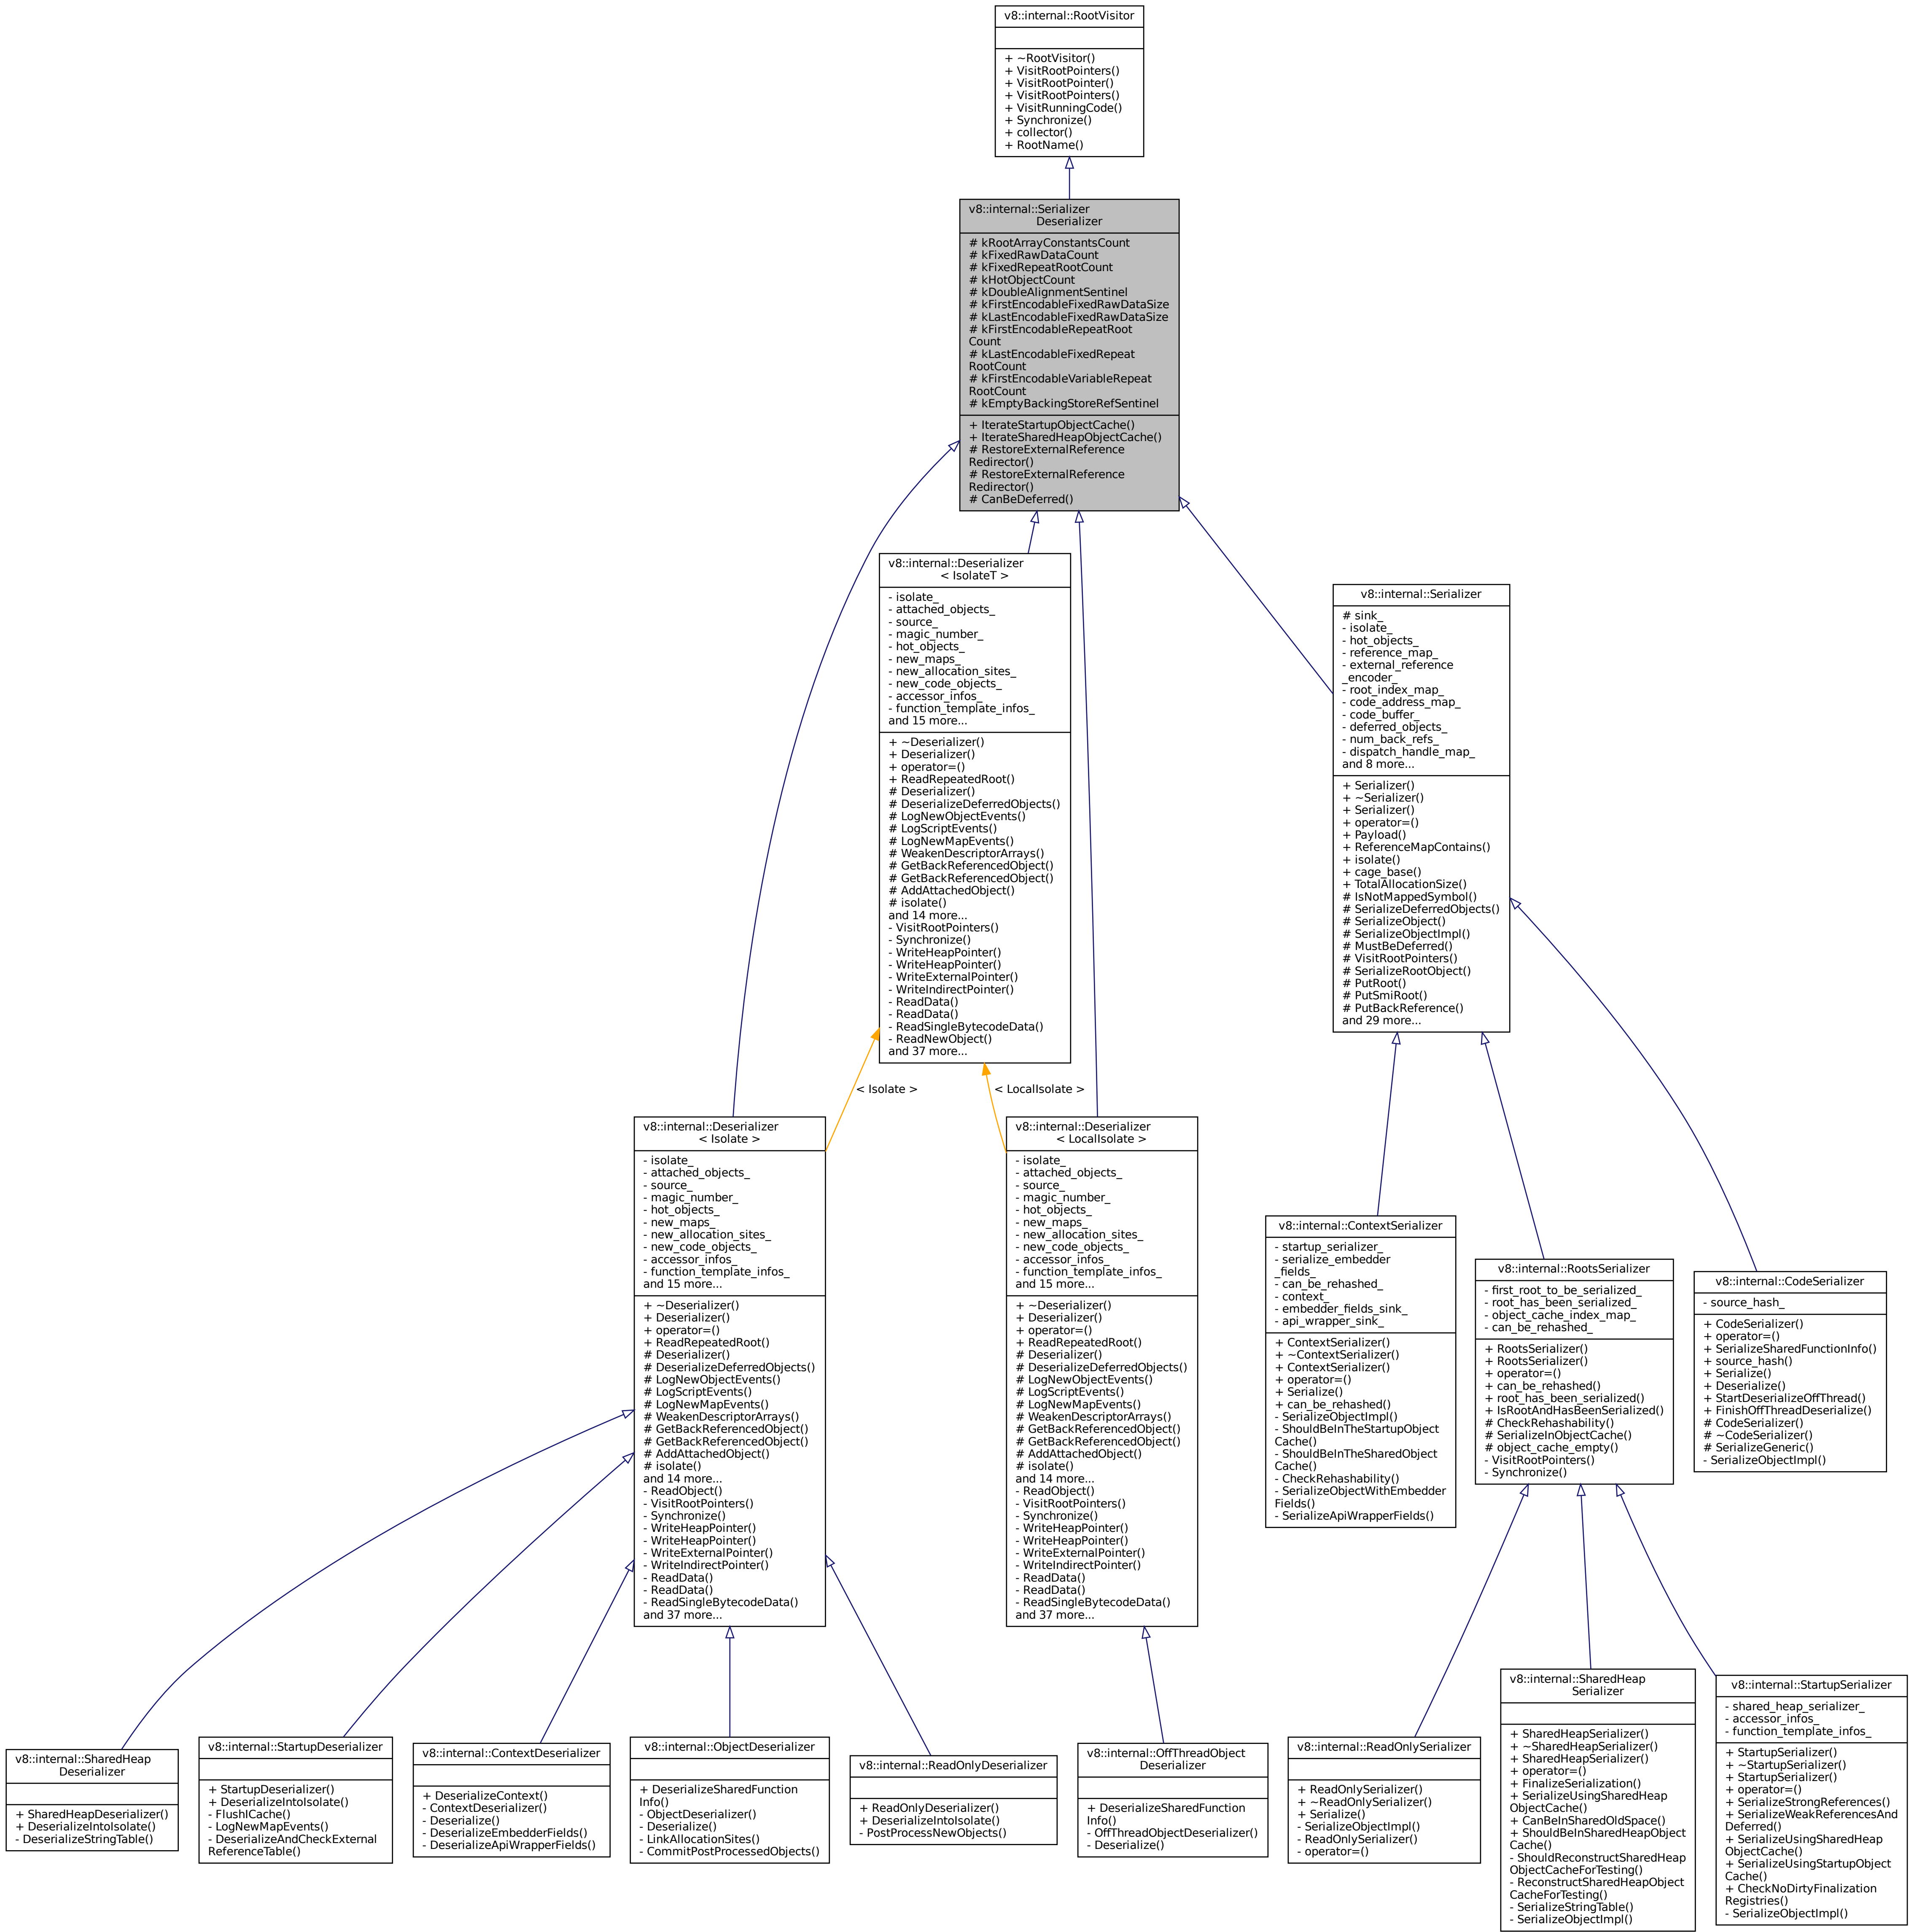 v8::internal::RootVisitor
+ ~RootVisitor()
+ VisitRootPointers()
+ VisitRootPointer()
+ VisitRootPointers()
+ VisitRunningCode()
+ Synchronize()
+ collector()
+ RootName()
v8::internal::Serializer
Deserializer
# kRootArrayConstantsCount
# kFixedRawDataCount
# kFixedRepeatRootCount
# kHotObjectCount
# kDoubleAlignmentSentinel
# kFirstEncodableFixedRawDataSize
# kLastEncodableFixedRawDataSize
# kFirstEncodableRepeatRoot
Count
# kLastEncodableFixedRepeat
RootCount
# kFirstEncodableVariableRepeat
RootCount
# kEmptyBackingStoreRefSentinel
+ IterateStartupObjectCache()
+ IterateSharedHeapObjectCache()
# RestoreExternalReference
Redirector()
# RestoreExternalReference
Redirector()
# CanBeDeferred()
v8::internal::Deserializer
< IsolateT >
- isolate_
- attached_objects_
- source_
- magic_number_
- hot_objects_
- new_maps_
- new_allocation_sites_
- new_code_objects_
- accessor_infos_
- function_template_infos_
and 15 more...
+ ~Deserializer()
+ Deserializer()
+ operator=()
+ ReadRepeatedRoot()
# Deserializer()
# DeserializeDeferredObjects()
# LogNewObjectEvents()
# LogScriptEvents()
# LogNewMapEvents()
# WeakenDescriptorArrays()
# GetBackReferencedObject()
# GetBackReferencedObject()
# AddAttachedObject()
# isolate()
and 14 more...
- VisitRootPointers()
- Synchronize()
- WriteHeapPointer()
- WriteHeapPointer()
- WriteExternalPointer()
- WriteIndirectPointer()
- ReadData()
- ReadData()
- ReadSingleBytecodeData()
- ReadNewObject()
and 37 more...
v8::internal::Serializer
# sink_
- isolate_
- hot_objects_
- reference_map_
- external_reference
_encoder_
- root_index_map_
- code_address_map_
- code_buffer_
- deferred_objects_
- num_back_refs_
- dispatch_handle_map_
and 8 more...
+ Serializer()
+ ~Serializer()
+ Serializer()
+ operator=()
+ Payload()
+ ReferenceMapContains()
+ isolate()
+ cage_base()
+ TotalAllocationSize()
# IsNotMappedSymbol()
# SerializeDeferredObjects()
# SerializeObject()
# SerializeObjectImpl()
# MustBeDeferred()
# VisitRootPointers()
# SerializeRootObject()
# PutRoot()
# PutSmiRoot()
# PutBackReference()
and 29 more...
< Isolate >
< LocalIsolate >
v8::internal::Deserializer
< Isolate >
- isolate_
- attached_objects_
- source_
- magic_number_
- hot_objects_
- new_maps_
- new_allocation_sites_
- new_code_objects_
- accessor_infos_
- function_template_infos_
and 15 more...
+ ~Deserializer()
+ Deserializer()
+ operator=()
+ ReadRepeatedRoot()
# Deserializer()
# DeserializeDeferredObjects()
# LogNewObjectEvents()
# LogScriptEvents()
# LogNewMapEvents()
# WeakenDescriptorArrays()
# GetBackReferencedObject()
# GetBackReferencedObject()
# AddAttachedObject()
# isolate()
and 14 more...
- ReadObject()
- VisitRootPointers()
- Synchronize()
- WriteHeapPointer()
- WriteHeapPointer()
- WriteExternalPointer()
- WriteIndirectPointer()
- ReadData()
- ReadData()
- ReadSingleBytecodeData()
and 37 more...
v8::internal::Deserializer
< LocalIsolate >
- isolate_
- attached_objects_
- source_
- magic_number_
- hot_objects_
- new_maps_
- new_allocation_sites_
- new_code_objects_
- accessor_infos_
- function_template_infos_
and 15 more...
+ ~Deserializer()
+ Deserializer()
+ operator=()
+ ReadRepeatedRoot()
# Deserializer()
# DeserializeDeferredObjects()
# LogNewObjectEvents()
# LogScriptEvents()
# LogNewMapEvents()
# WeakenDescriptorArrays()
# GetBackReferencedObject()
# GetBackReferencedObject()
# AddAttachedObject()
# isolate()
and 14 more...
- ReadObject()
- VisitRootPointers()
- Synchronize()
- WriteHeapPointer()
- WriteHeapPointer()
- WriteExternalPointer()
- WriteIndirectPointer()
- ReadData()
- ReadData()
- ReadSingleBytecodeData()
and 37 more...
v8::internal::ContextSerializer
- startup_serializer_
- serialize_embedder
_fields_
- can_be_rehashed_
- context_
- embedder_fields_sink_
- api_wrapper_sink_
+ ContextSerializer()
+ ~ContextSerializer()
+ ContextSerializer()
+ operator=()
+ Serialize()
+ can_be_rehashed()
- SerializeObjectImpl()
- ShouldBeInTheStartupObject
Cache()
- ShouldBeInTheSharedObject
Cache()
- CheckRehashability()
- SerializeObjectWithEmbedder
Fields()
- SerializeApiWrapperFields()
v8::internal::RootsSerializer
- first_root_to_be_serialized_
- root_has_been_serialized_
- object_cache_index_map_
- can_be_rehashed_
+ RootsSerializer()
+ RootsSerializer()
+ operator=()
+ can_be_rehashed()
+ root_has_been_serialized()
+ IsRootAndHasBeenSerialized()
# CheckRehashability()
# SerializeInObjectCache()
# object_cache_empty()
- VisitRootPointers()
- Synchronize()
v8::internal::CodeSerializer
- source_hash_
+ CodeSerializer()
+ operator=()
+ SerializeSharedFunctionInfo()
+ source_hash()
+ Serialize()
+ Deserialize()
+ StartDeserializeOffThread()
+ FinishOffThreadDeserialize()
# CodeSerializer()
# ~CodeSerializer()
# SerializeGeneric()
- SerializeObjectImpl()
v8::internal::SharedHeap
Deserializer
+ SharedHeapDeserializer()
+ DeserializeIntoIsolate()
- DeserializeStringTable()
v8::internal::StartupDeserializer
+ StartupDeserializer()
+ DeserializeIntoIsolate()
- FlushICache()
- LogNewMapEvents()
- DeserializeAndCheckExternal
ReferenceTable()
v8::internal::ContextDeserializer
+ DeserializeContext()
- ContextDeserializer()
- Deserialize()
- DeserializeEmbedderFields()
- DeserializeApiWrapperFields()
v8::internal::ObjectDeserializer
+ DeserializeSharedFunction
Info()
- ObjectDeserializer()
- Deserialize()
- LinkAllocationSites()
- CommitPostProcessedObjects()
v8::internal::ReadOnlyDeserializer
+ ReadOnlyDeserializer()
+ DeserializeIntoIsolate()
- PostProcessNewObjects()
v8::internal::OffThreadObject
Deserializer
+ DeserializeSharedFunction
Info()
- OffThreadObjectDeserializer()
- Deserialize()
v8::internal::ReadOnlySerializer
+ ReadOnlySerializer()
+ ~ReadOnlySerializer()
+ Serialize()
- SerializeObjectImpl()
- ReadOnlySerializer()
- operator=()
v8::internal::SharedHeap
Serializer
+ SharedHeapSerializer()
+ ~SharedHeapSerializer()
+ SharedHeapSerializer()
+ operator=()
+ FinalizeSerialization()
+ SerializeUsingSharedHeap
ObjectCache()
+ CanBeInSharedOldSpace()
+ ShouldBeInSharedHeapObject
Cache()
- ShouldReconstructSharedHeap
ObjectCacheForTesting()
- ReconstructSharedHeapObject
CacheForTesting()
- SerializeStringTable()
- SerializeObjectImpl()
v8::internal::StartupSerializer
- shared_heap_serializer_
- accessor_infos_
- function_template_infos_
+ StartupSerializer()
+ ~StartupSerializer()
+ StartupSerializer()
+ operator=()
+ SerializeStrongReferences()
+ SerializeWeakReferencesAnd
Deferred()
+ SerializeUsingSharedHeap
ObjectCache()
+ SerializeUsingStartupObject
Cache()
+ CheckNoDirtyFinalization
Registries()
- SerializeObjectImpl()